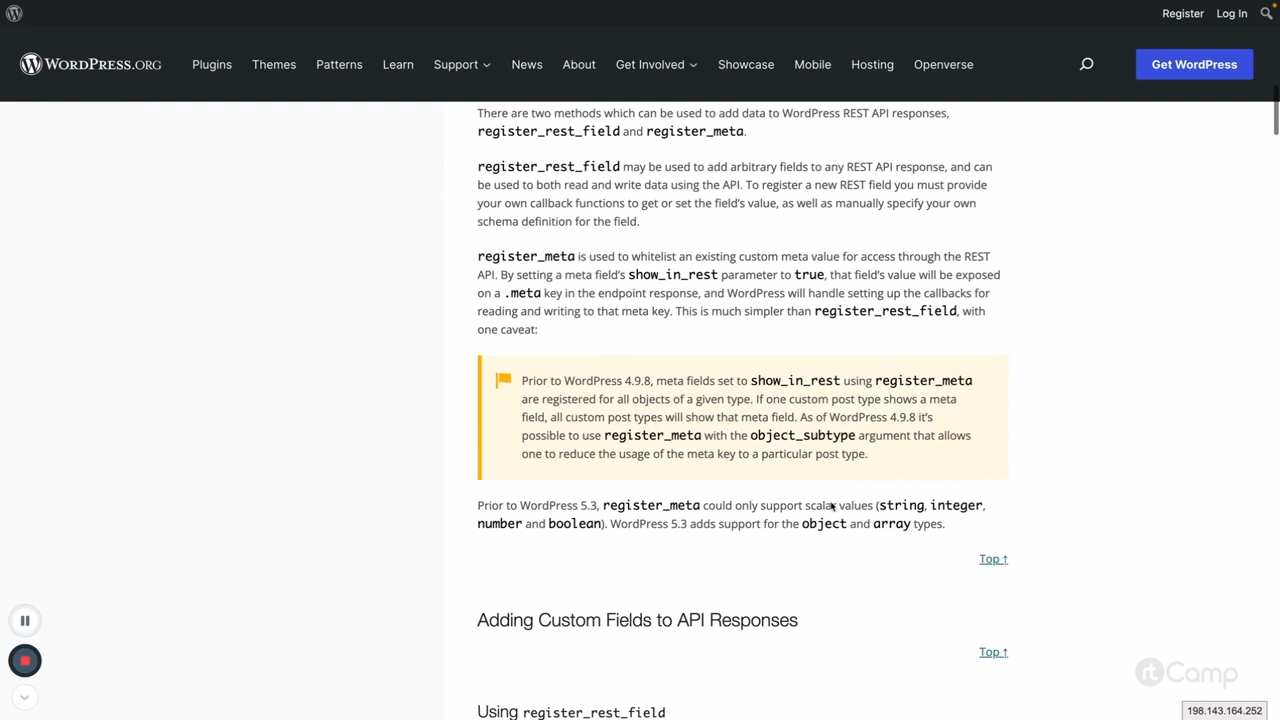 Register Log In
WORDPRESS.ORG Plugins Themes Patterns Learn Support News About Get Involved Showcase Mobile Hosting Openverse Get WordPress
There are two methods which can be used to add data to WordPress REST API responses,
register_rest_field and register_meta.
register_rest_field may be used to add arbitrary fields to any REST API response, and can
be used to both read and write data using the API. To register a new REST field you must provide
your own callback functions to get or set the field's value, as well as manually specify your own
schema definition for the field.
register_meta is used to whitelist an existing custom meta value for access through the REST
API. By setting a meta field's show_in_rest parameter to true, that field's value will be exposed
on a .meta key in the endpoint response, and WordPress will handle setting up the callbacks for
reading and writing to that meta key. This is much simpler than register_rest_field, with
one caveat:
Prior to WordPress 4.9.8, meta fields set to show_in_rest using register_meta
are registered for all objects of a given type. If one custom post type shows a meta
field, all custom post types will show that meta field. As of WordPress 4.9.8 it's
possible to use register_meta with the object_subtype argument that allows
one to reduce the usage of the meta key to a particular post type.
Prior to WordPress 5.3, register_meta could only support scalar values (string, integer,
number and boolean). WordPress 5.3 adds support for the object and array types.
Top ↑
Adding Custom Fields to API Responses
Top ↑
rtCamp
Using register_rest_field
198.143.164.252